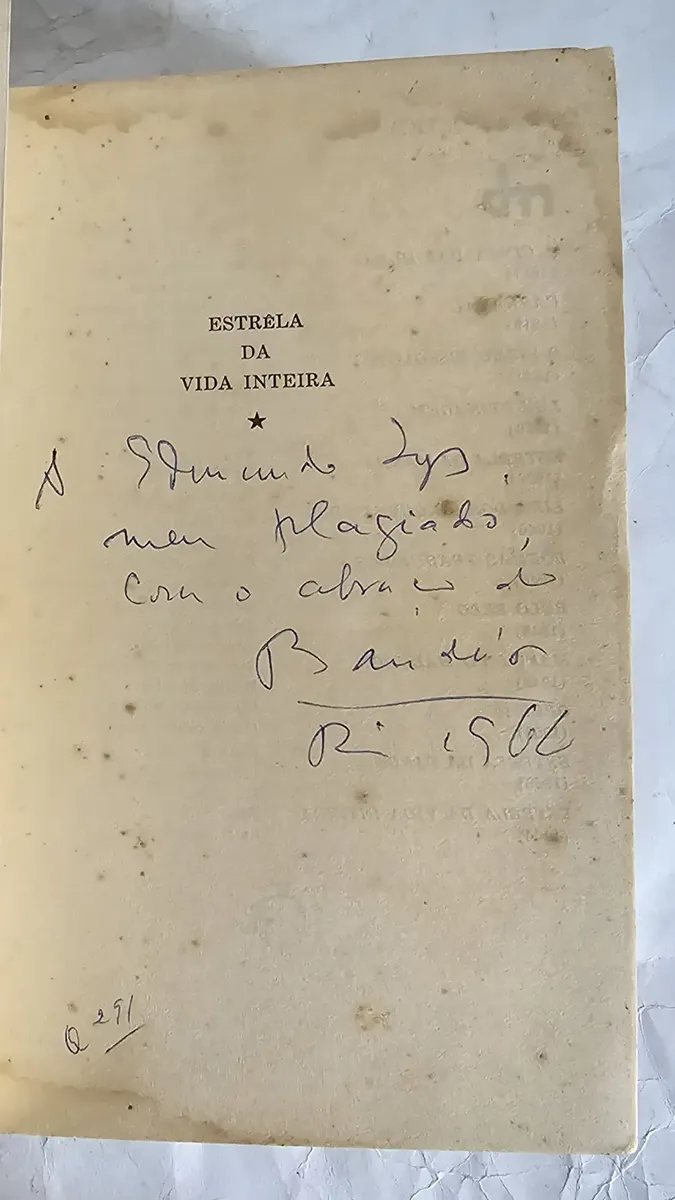 ESTRÊLA
DA
VIDA INTEIRA
A Edmundo Lys,
meu plagiado,
com o abraço do
Bandeira
Rio 1966
291